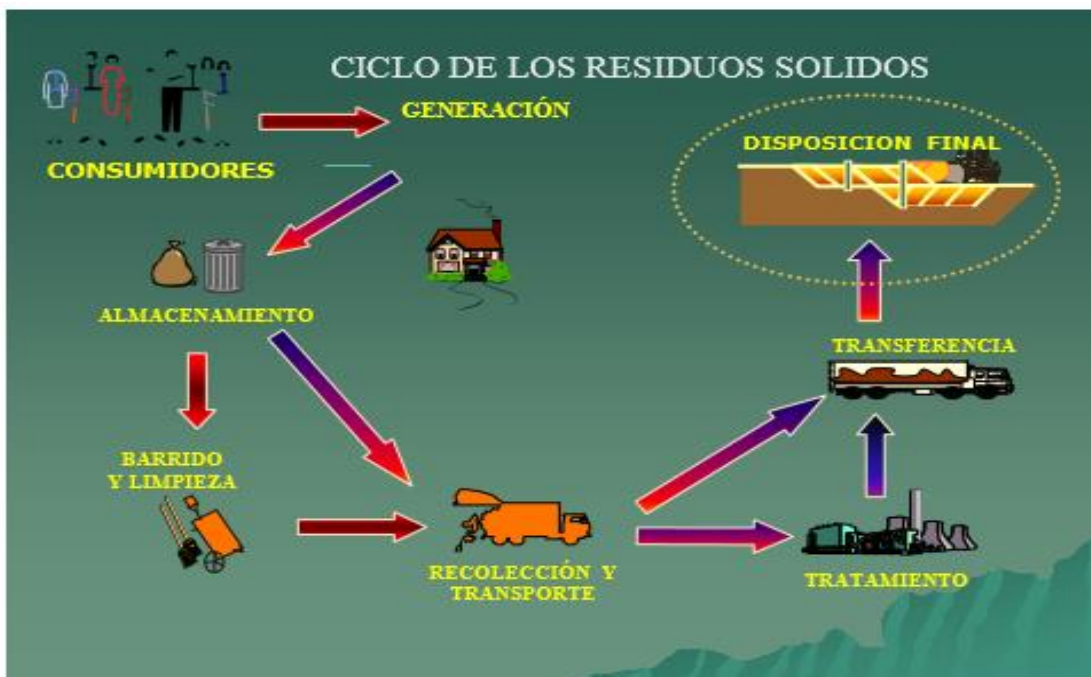 CICLO DE LOS RESIDUOS SOLIDOS
GENERACIÓN
CONSUMIDORES
DISPOSICION FINAL
ALMACENAMIENTO
TRANSFERENCIA
BARRIDO
Y LIMPIEZA
RECOLECCIÓN Y
TRANSPORTE
TRATAMIENTO